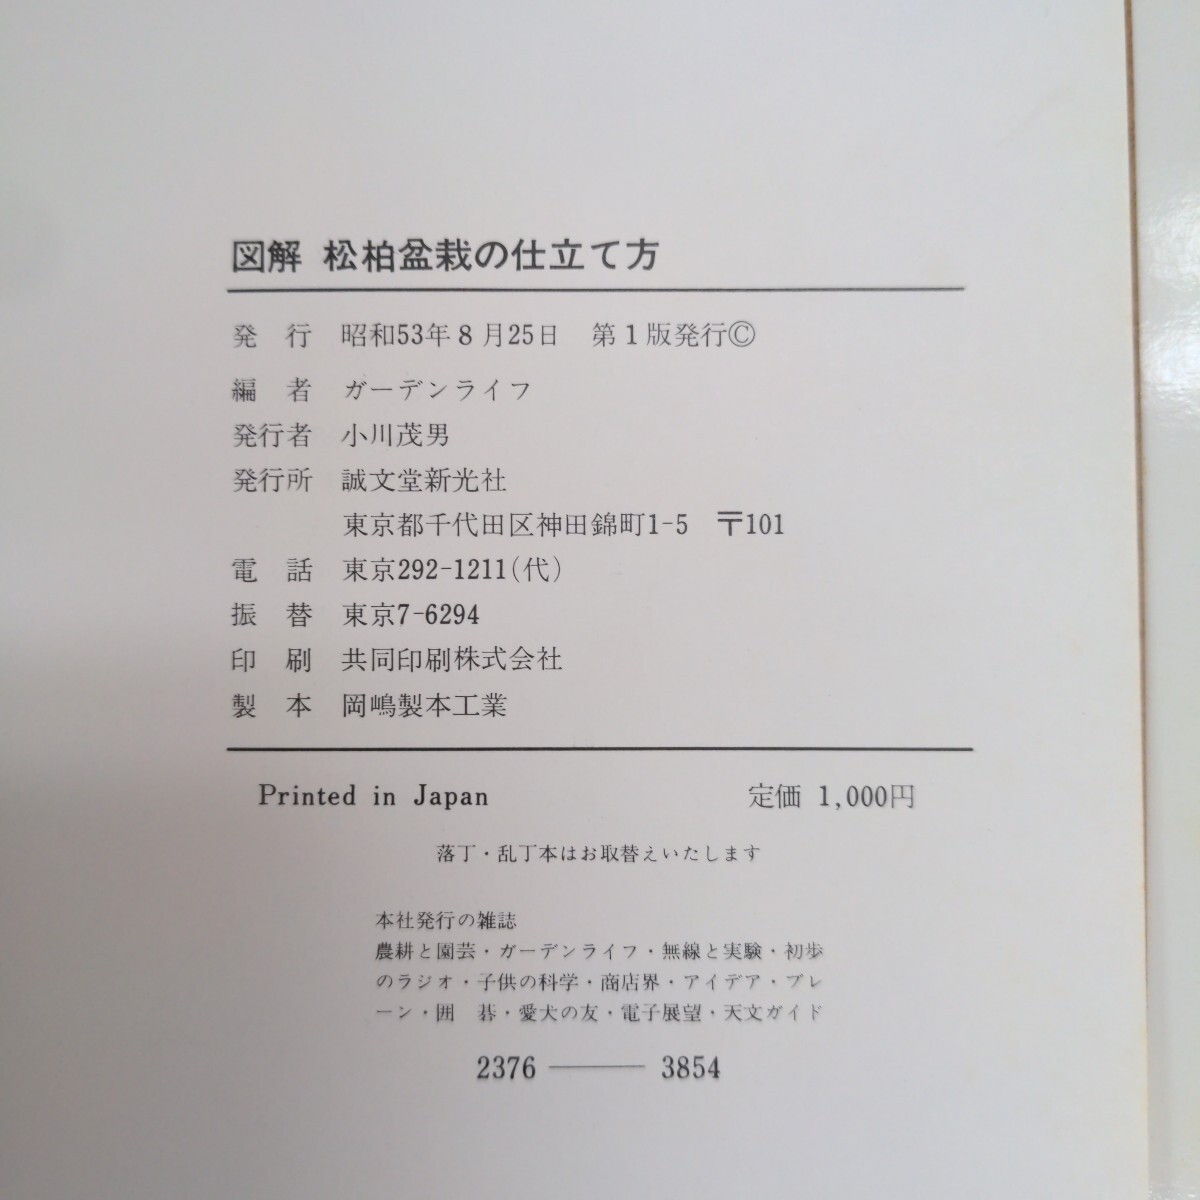 図解 松柏盆栽の仕立て方
発 行 昭和53年8月25日 第1版発行Ⓒ
編 者 ガーデンライフ
発行者 小川茂男
発行所 誠文堂新光社
東京都千代田区神田錦町1-5 〒101
電 話 東京292-1211(代)
振 替 東京7-6294
印 刷 共同印刷株式会社
製 本 岡嶋製本工業
Printed in Japan 定価 1,000円
落丁・乱丁本はお取替えいたします
本社発行の雑誌
農耕と園芸・ガーデンライフ・無線と実験・初歩
のラジオ・子供の科学・商店界・アイデア・ブレ
ーン・囲 碁・愛犬の友・電子展望・天文ガイド
2376 ─── 3854